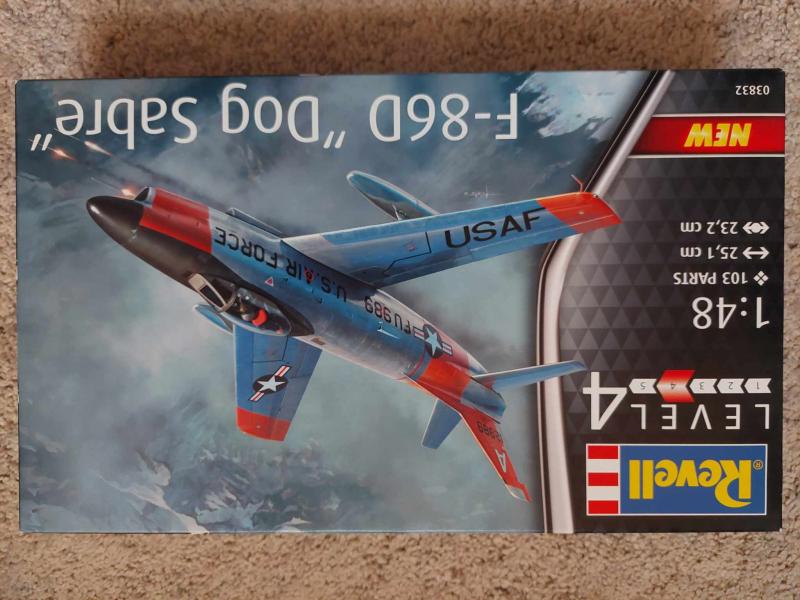 Revell®
LEVEL 4
1 2 3 4 5
1:48
103 PARTS
25,1 cm
23,2 cm
NEW
03832
F-86D "Dog Sabre"
U.S. AIR FORCE
FU-989
USAF
A